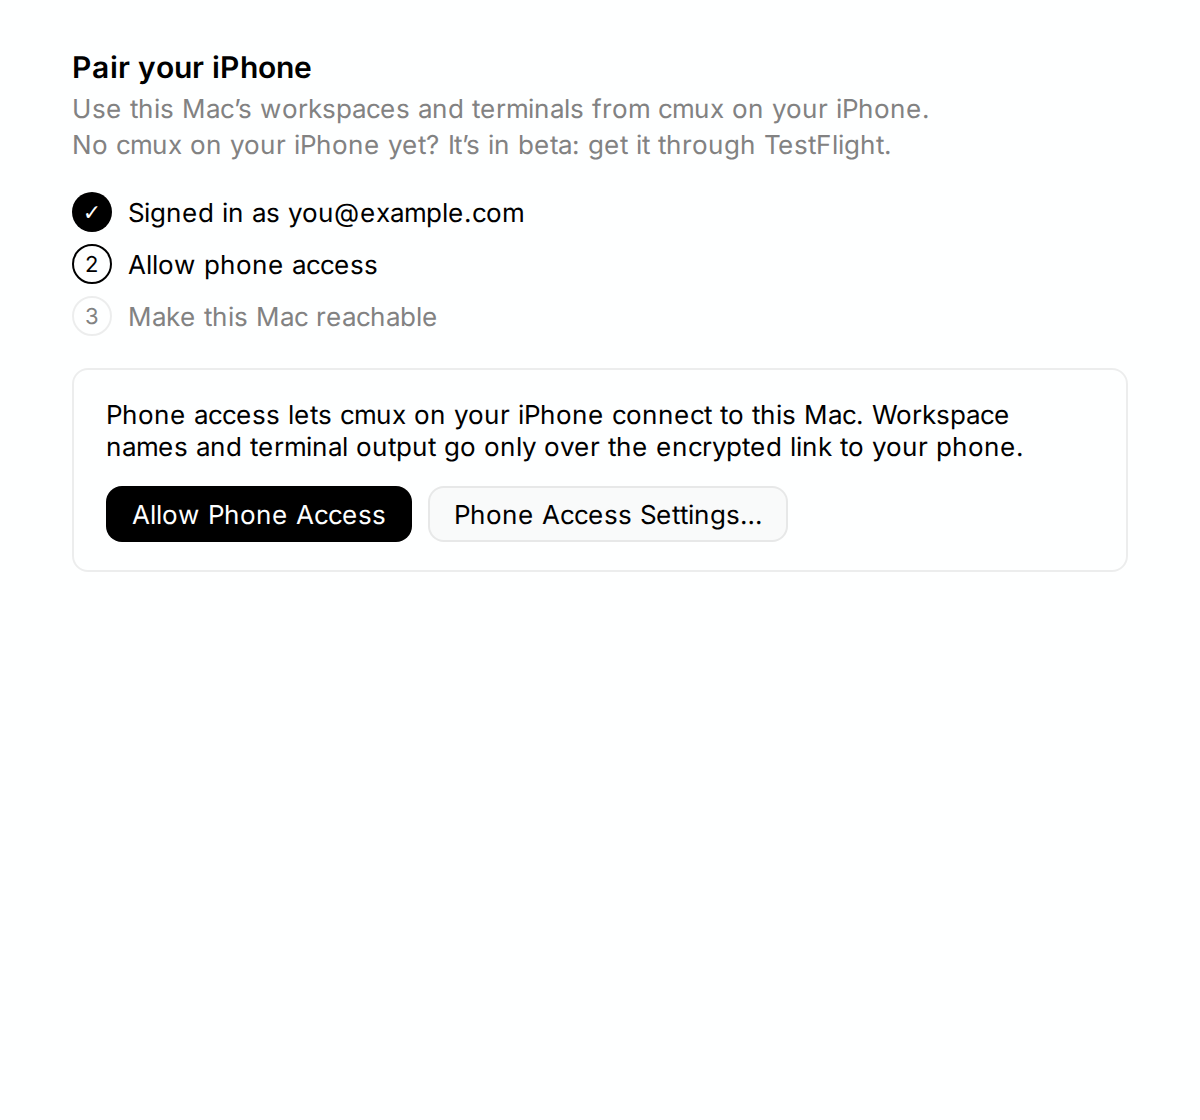 Pair your iPhone
Use this Mac’s workspaces and terminals from cmux on your iPhone.
No cmux on your iPhone yet? It’s in beta: get it through TestFlight.
✓ Signed in as you@example.com
2 Allow phone access
3 Make this Mac reachable
Phone access lets cmux on your iPhone connect to this Mac. Workspace
names and terminal output go only over the encrypted link to your phone.
Allow Phone Access Phone Access Settings...